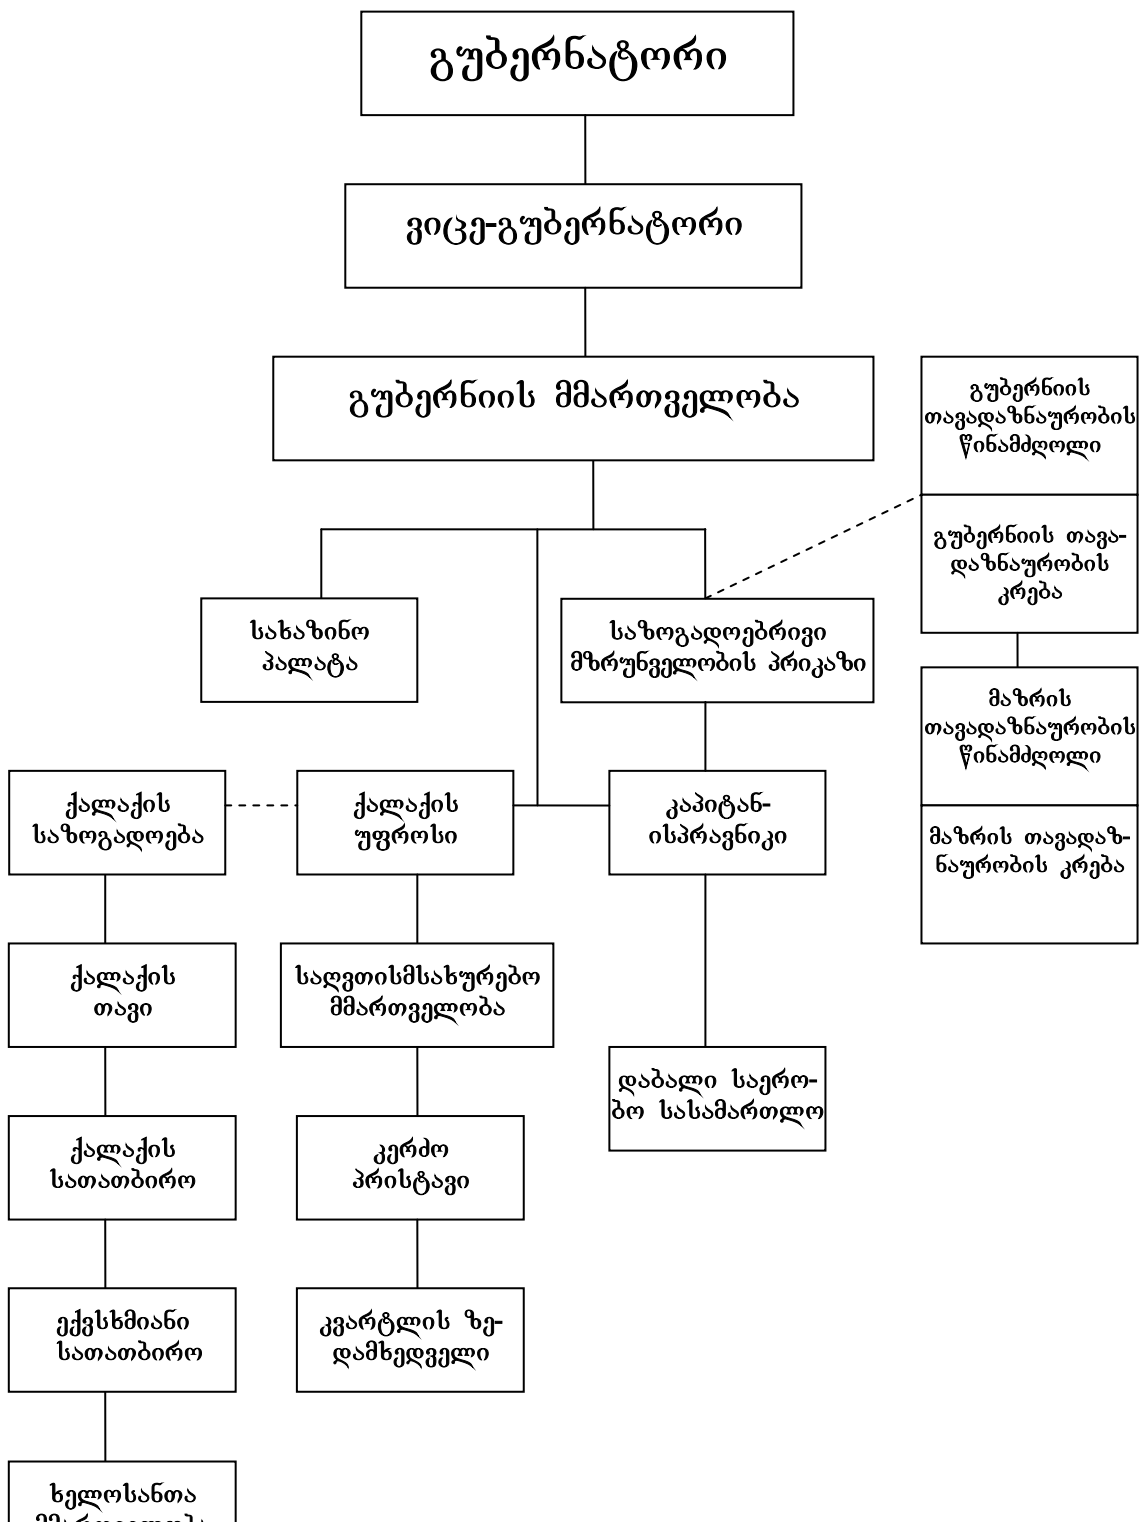 გუბერნატორი
ვიცე-გუბერნატორი
გუბერნიის მმართველობა
გუბერნიის
თავადაზნაურობის
წინამძღოლი
გუბერნიის თავა-
დაზნაურობის
კრება
სახაზინო
პალატა
საზოგადოებრივი
მზრუნველობის პრიკაზი
მაზრის
თავადაზნაურობის
წინამძღოლი
მაზრის თავადაზ-
ნაურობის კრება
ქალაქის
საზოგადოება
ქალაქის
უფროსი
კაპიტან-
ისპრავნიკი
ქალაქის
თავი
საღვთისმსახურებო
მმართველობა
დაბალი საერო-
ბო სასამართლო
ქალაქის
სათათბირო
კერძო
პრისტავი
ექვსხმიანი
სათათბირო
კვარტლის ზე-
დამხედველი
ხელოსანთა